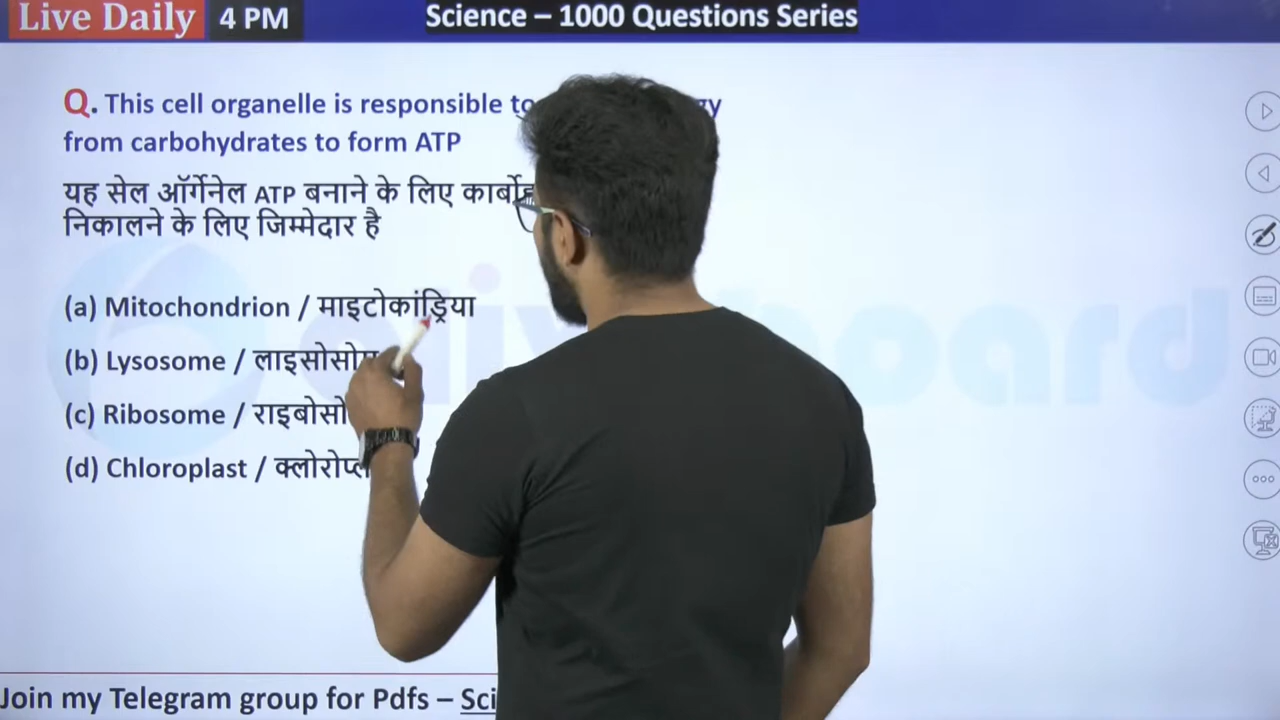 Live Daily 4 PM Science – 1000 Questions Series
Q. This cell organelle is responsible to
from carbohydrates to form ATP
यह सेल ऑर्गेनेल ATP बनाने के लिए
निकालने के लिए जिम्मेदार है
(a) Mitochondrion / माइटोकांड्रिया
(b) Lysosome /
(c) Ribosome /
(d) Chloroplast /
Join my Telegram group for Pdfs –